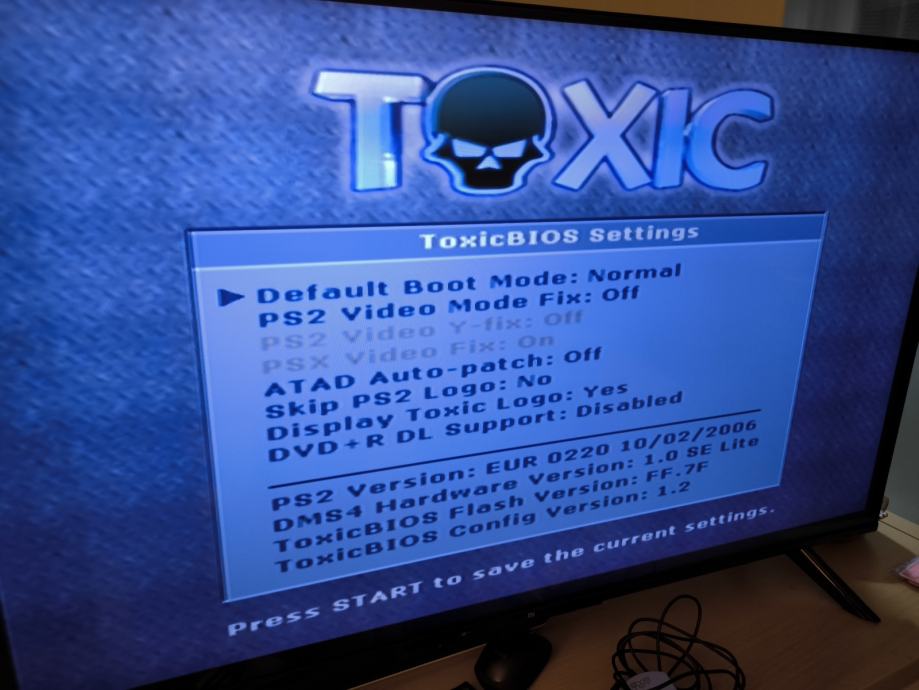 TOXIC
ToxicBIOS Settings
Default Boot Mode: Normal
PS2 Video Mode Fix: Off
PS2 Video Y-fix: Off
PSX Video Fix: On
ATAD Auto-patch: Off
Skip PS2 Logo: No
Display Toxic Logo: Yes
DVD+R DL Support: Disabled
PS2 Version: EUR 0220 10/02/2006
DMS4 Hardware Version: 1.0 SE Lite
ToxicBIOS Flash Version: FF.7F
ToxicBIOS Config Version: 1.2
Press START to save the current settings.